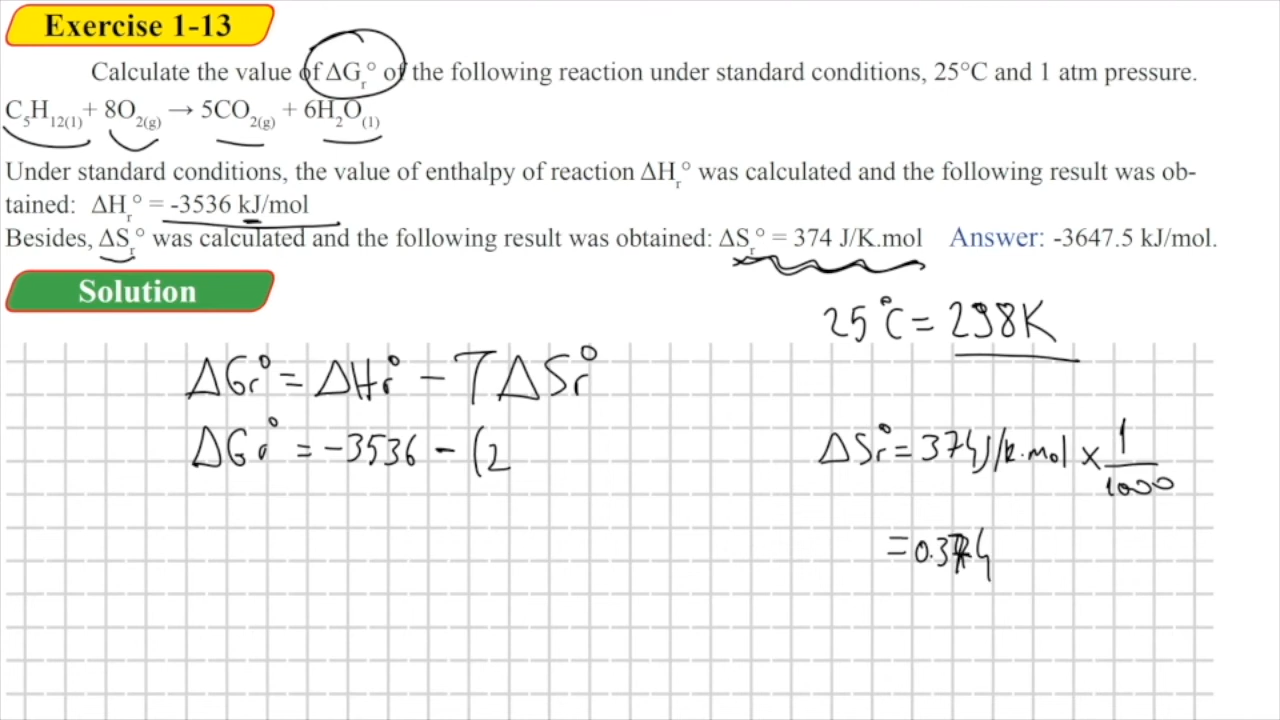 Exercise 1-13
Calculate the value of ΔGr° of the following reaction under standard conditions, 25°C and 1 atm pressure.
C5H12(l)+ 8O2(g) → 5CO2(g) + 6H2O(l)
Under standard conditions, the value of enthalpy of reaction ΔHr° was calculated and the following result was ob-
tained: ΔHr° = -3536 kJ/mol
Besides, ΔSr° was calculated and the following result was obtained: ΔSr° = 374 J/K.mol Answer: -3647.5 kJ/mol.
Solution
25°C = 298K
ΔGr° = ΔHr° - TΔSr°
ΔGr° = -3536 - (2
ΔSr° = 374J/k.mol × 1/1000
= 0.374